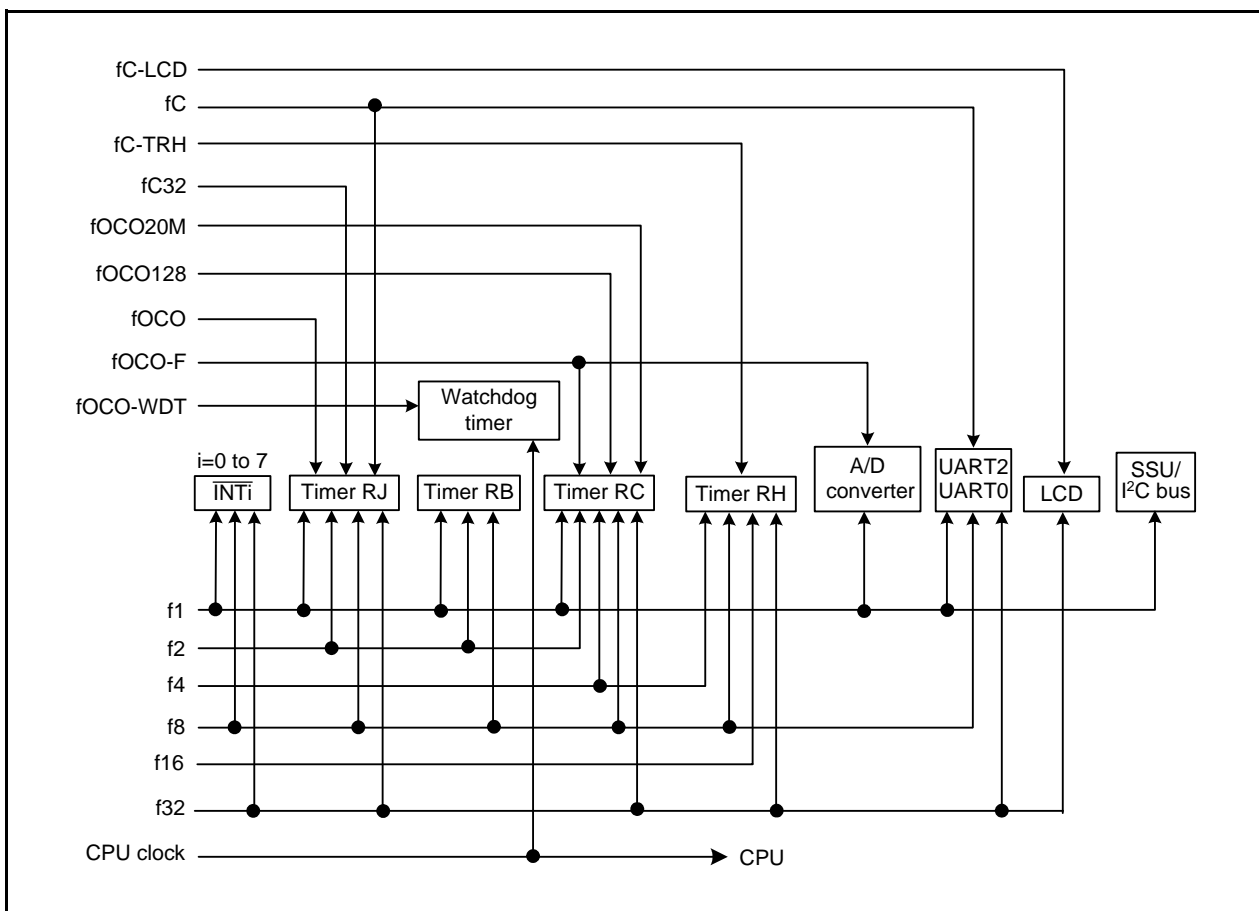 fC-LCD
fC
fC-TRH
fC32
fOCO20M
fOCO128
fOCO
fOCO-F
fOCO-WDT
Watchdog
timer
i=0 to 7
INTi
Timer RJ
Timer RB
Timer RC
Timer RH
A/D
converter
UART2
UART0
LCD
SSU/
I²C bus
f1
f2
f4
f8
f16
f32
CPU clock
CPU